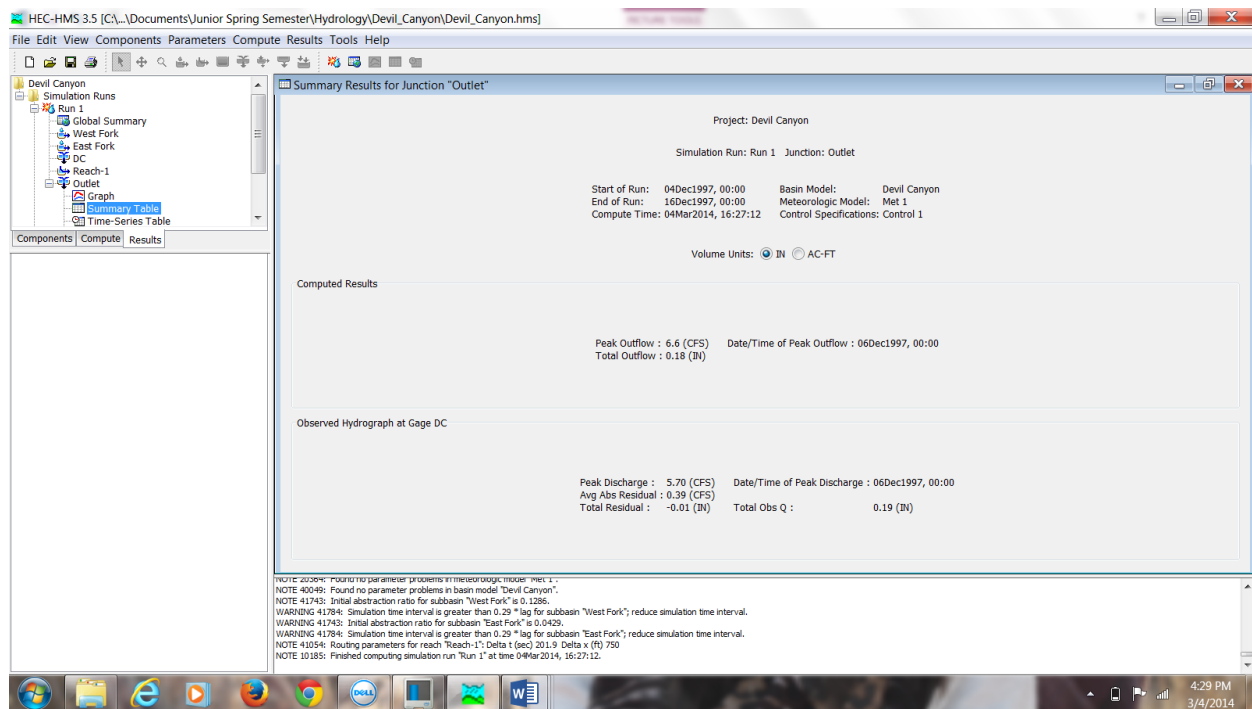 HEC-HMS 3.5 [C:\...\Documents\Junior Spring Semester\Hydrology\Devil_Canyon\Devil_Canyon.hms]
File Edit View Components Parameters Compute Results Tools Help
Devil Canyon
Simulation Runs
Run 1
Global Summary
West Fork
East Fork
DC
Reach-1
Outlet
Graph
Summary Table
Time-Series Table
Components Compute Results
Summary Results for Junction "Outlet"
Project: Devil Canyon
Simulation Run: Run 1 Junction: Outlet
Start of Run: 04Dec1997, 00:00 Basin Model: Devil Canyon
End of Run: 16Dec1997, 00:00 Meteorologic Model: Met 1
Compute Time: 04Mar2014, 16:27:12 Control Specifications: Control 1
Volume Units: IN AC-FT
Computed Results
Peak Outflow : 6.6 (CFS) Date/Time of Peak Outflow : 06Dec1997, 00:00
Total Outflow : 0.18 (IN)
Observed Hydrograph at Gage DC
Peak Discharge : 5.70 (CFS) Date/Time of Peak Discharge : 06Dec1997, 00:00
Avg Abs Residual : 0.39 (CFS)
Total Residual : -0.01 (IN) Total Obs Q : 0.19 (IN)
NOTE 20364: Found no parameter problems in meteorologic model "Met 1".
NOTE 40049: Found no parameter problems in basin model "Devil Canyon".
NOTE 41743: Initial abstraction ratio for subbasin "West Fork" is 0.1286.
WARNING 41784: Simulation time interval is greater than 0.29 * lag for subbasin "West Fork"; reduce simulation time interval.
WARNING 41743: Initial abstraction ratio for subbasin "East Fork" is 0.0429.
WARNING 41784: Simulation time interval is greater than 0.29 * lag for subbasin "East Fork"; reduce simulation time interval.
NOTE 41054: Routing parameters for reach "Reach-1": Delta t (sec) 201.9 Delta x (ft) 750
NOTE 10185: Finished computing simulation run "Run 1" at time 04Mar2014, 16:27:12.
DELL
4:29 PM
3/4/2014